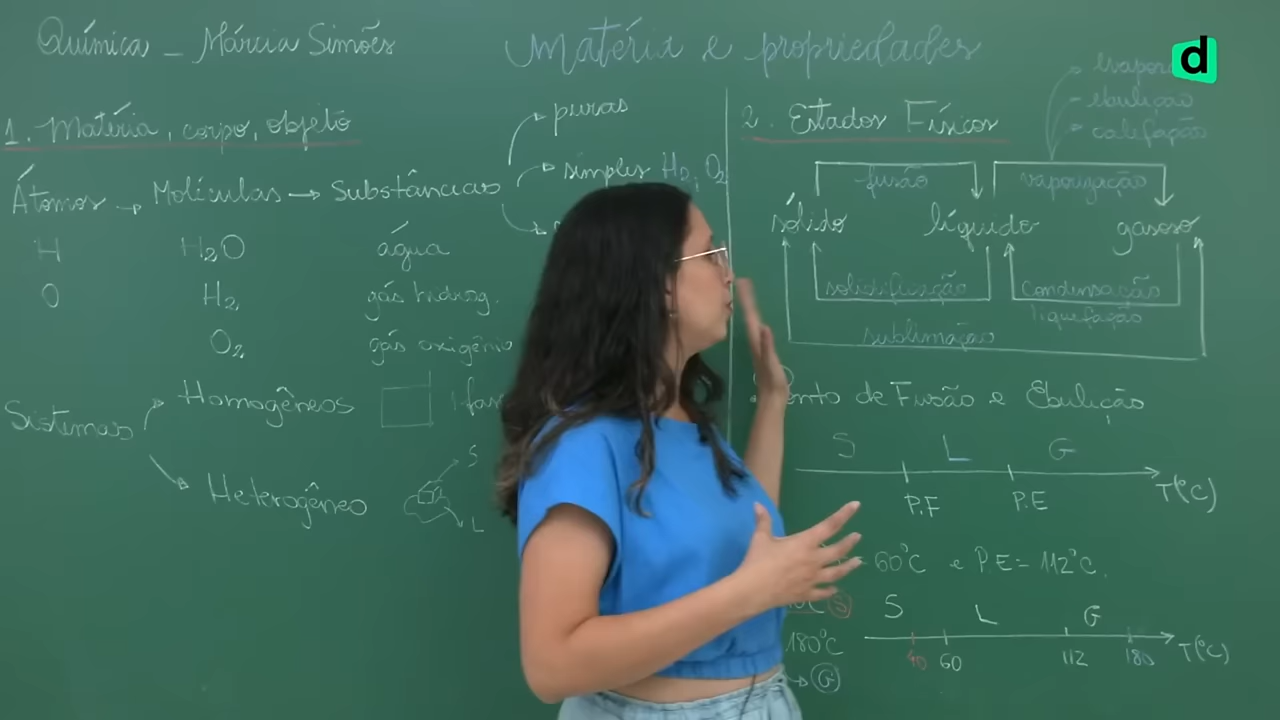 Química - Márcia Simões
Matéria e propriedades
d
1. Matéria, corpo, objeto
Átomos → Moléculas → Substâncias
puras
simples H2, O2
H H2O água
O H2 gás hidrog.
O2 gás oxigênio
Sistemas
Homogêneos
Heterogêneo
S
L
2. Estados Físicos
ebulição
calefação
fusão vaporização
sólido líquido gasoso
solidificação condensação
liquefação
sublimação
de Fusão e Ebulição
S L G
P.F P.E T(°C)
60°C e P.E = 112°C.
S
S L G
180°C
40 60 112 180 T(°C)
→ G